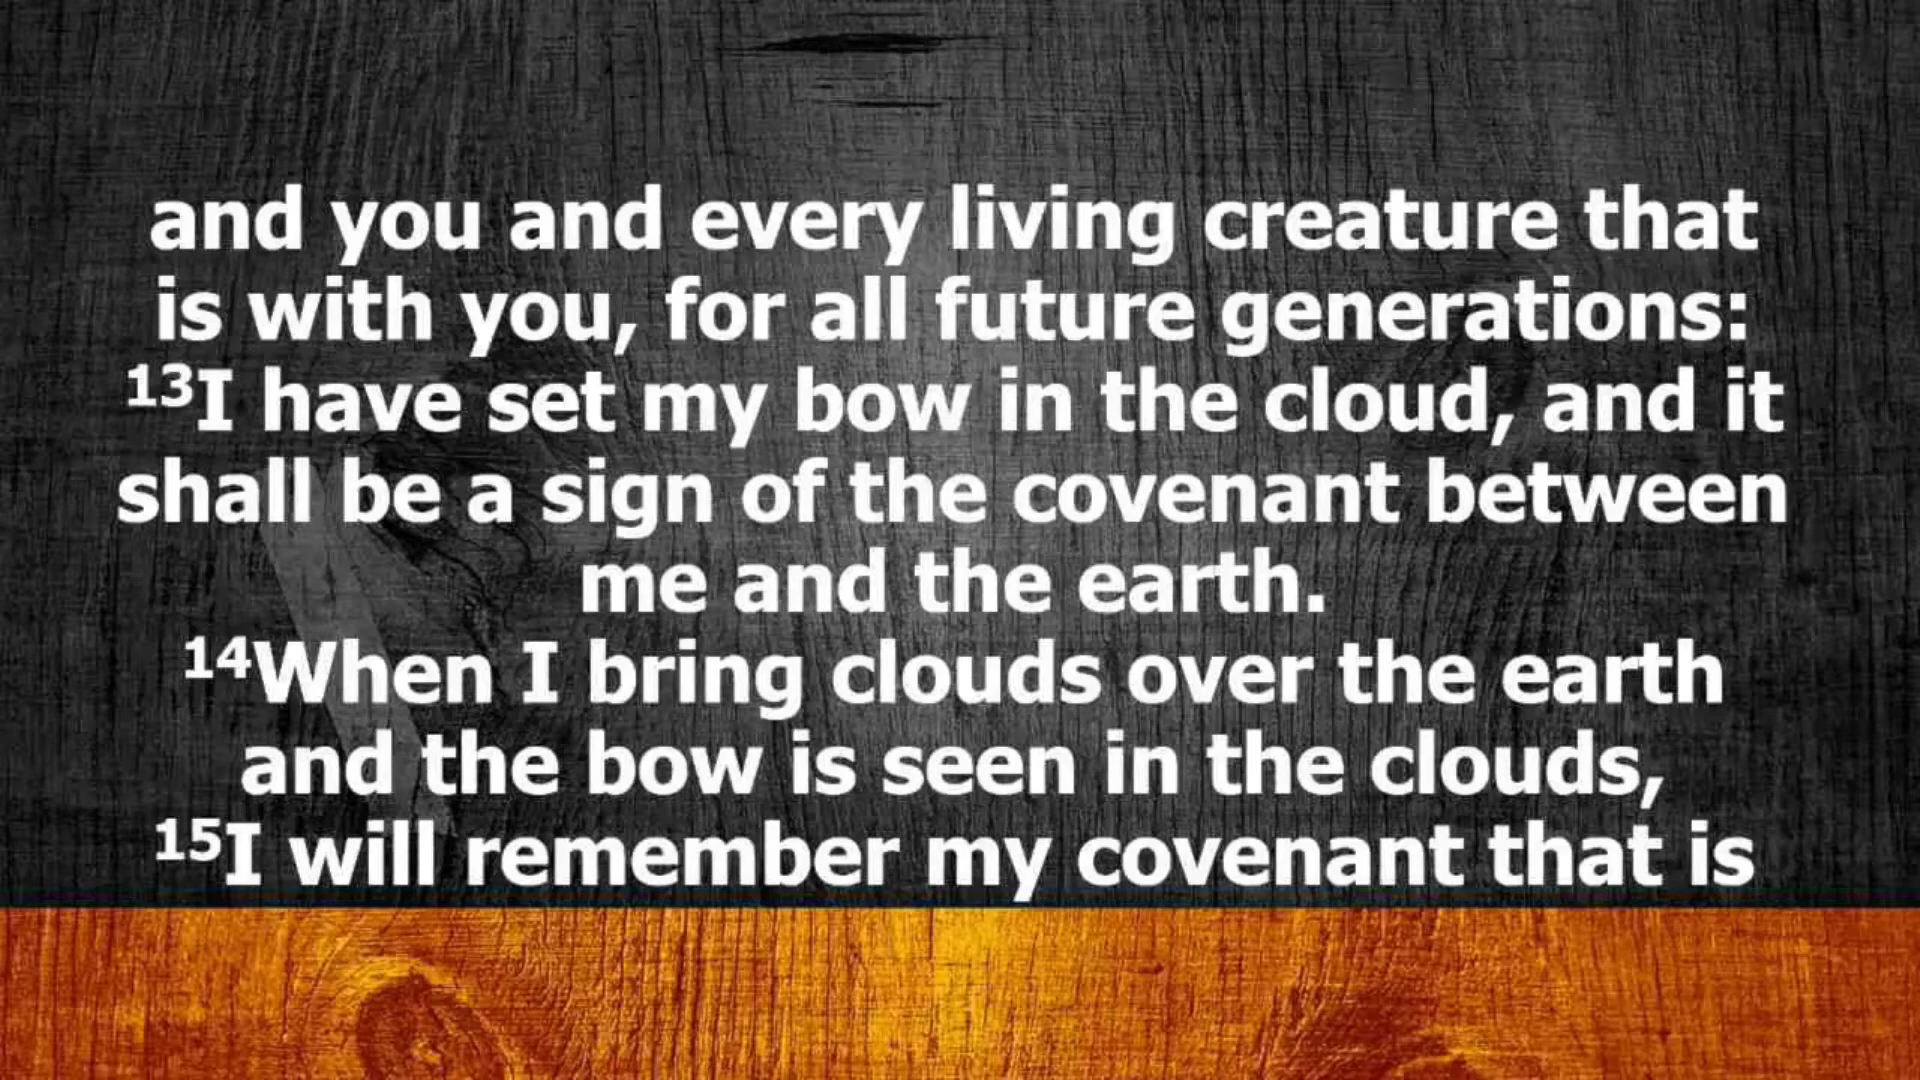 and you and every living creature that
is with you, for all future generations:
13I have set my bow in the cloud, and it
shall be a sign of the covenant between
me and the earth.
14When I bring clouds over the earth
and the bow is seen in the clouds,
15I will remember my covenant that is